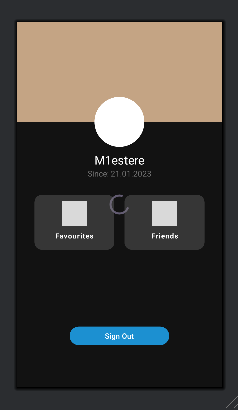 M1estere
Since: 21.01.2023
Favourites
Friends
Sign Out